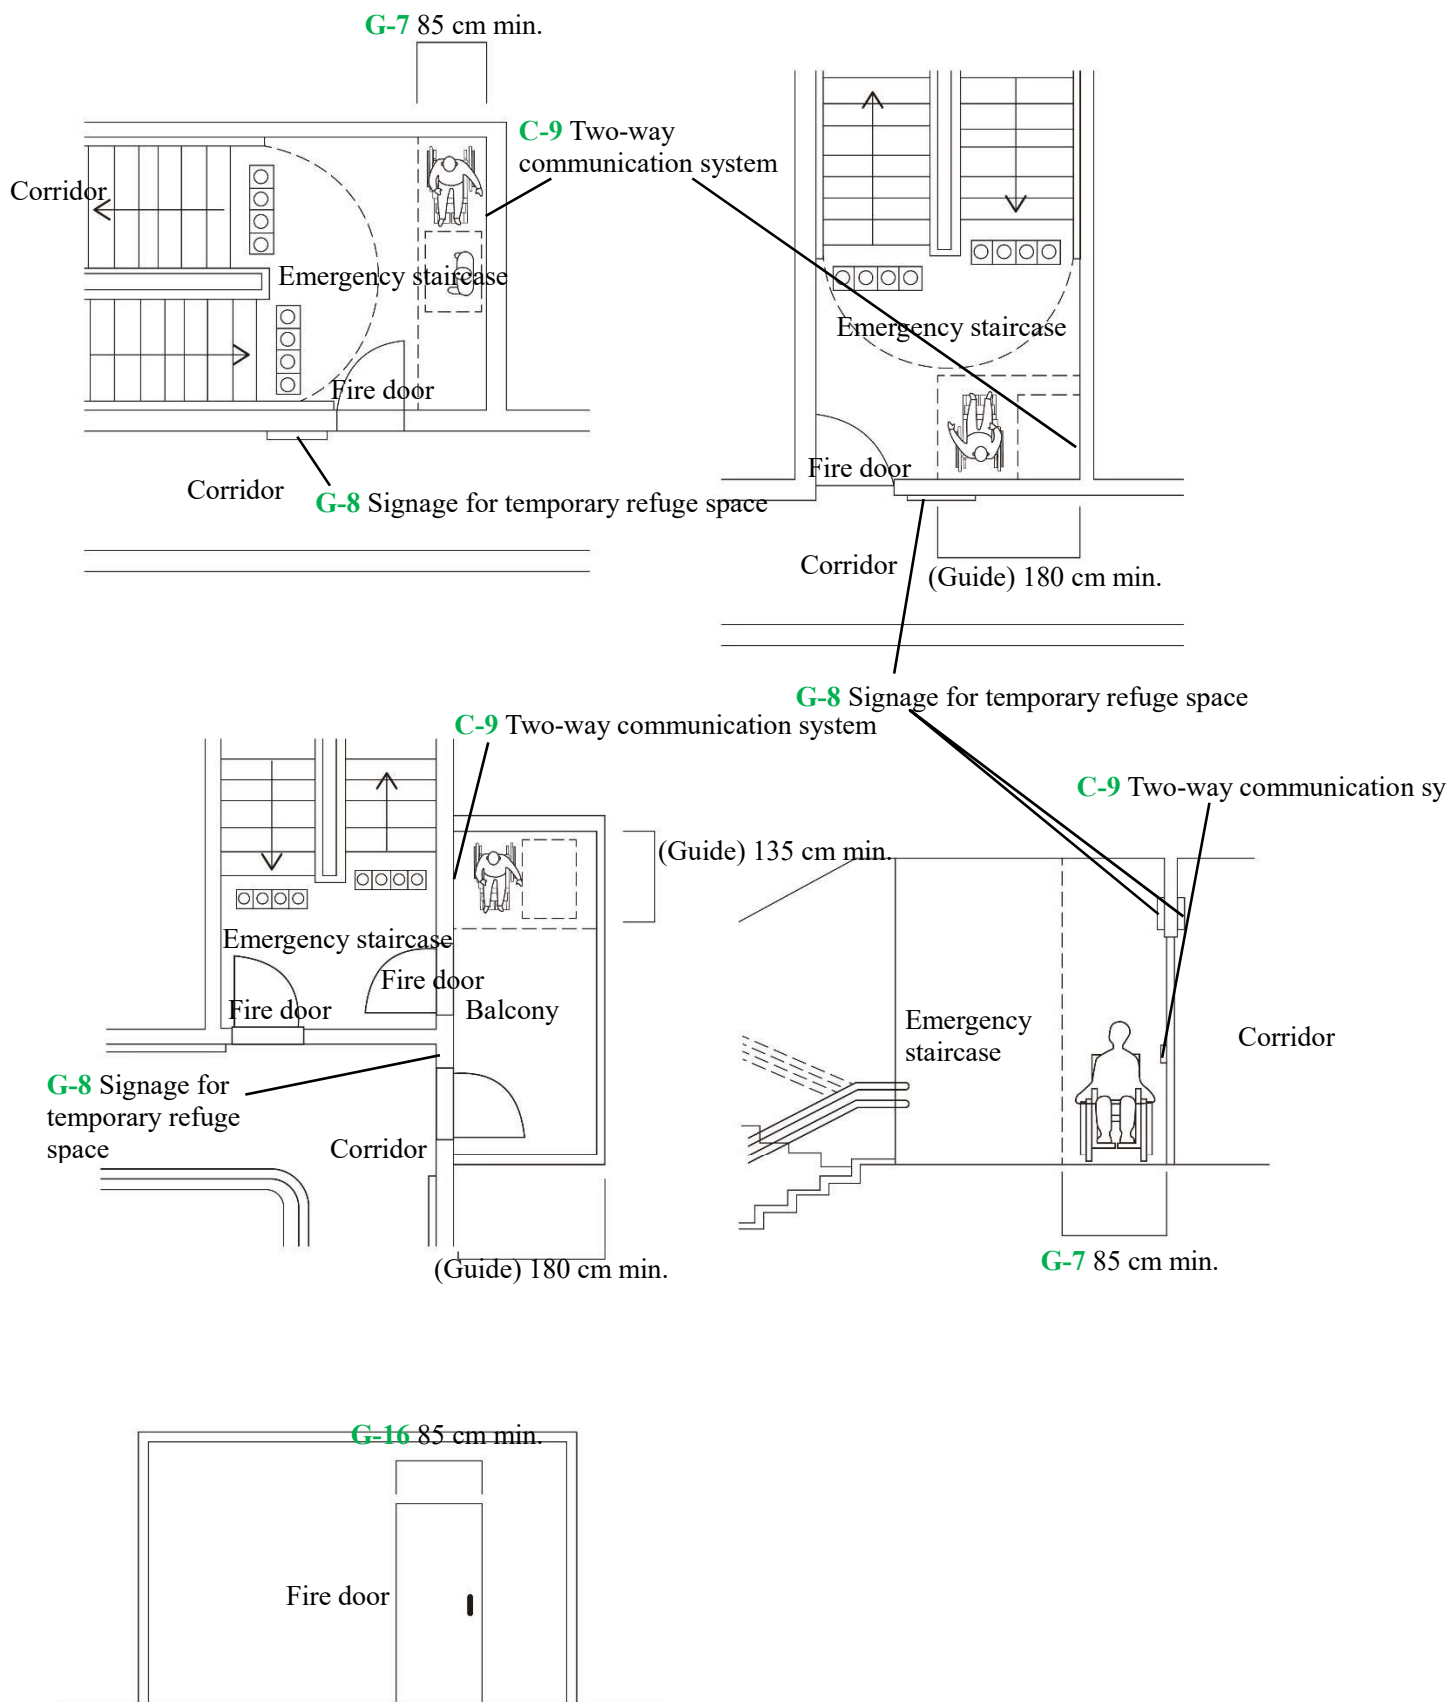 G-7 85 cm min.
C-9 Two-way
communication system
Corridor
Emergency staircase
Fire door
Corridor
G-8 Signage for temporary refuge space
Emergency staircase
Fire door
Corridor
(Guide) 180 cm min.
G-8 Signage for temporary refuge space
C-9 Two-way communication system
C-9 Two-way communication sy
(Guide) 135 cm min.
Emergency staircase
Fire door
Fire door
Balcony
G-8 Signage for
temporary refuge
space
Corridor
(Guide) 180 cm min.
Emergency
staircase
Corridor
G-7 85 cm min.
G-16 85 cm min.
Fire door